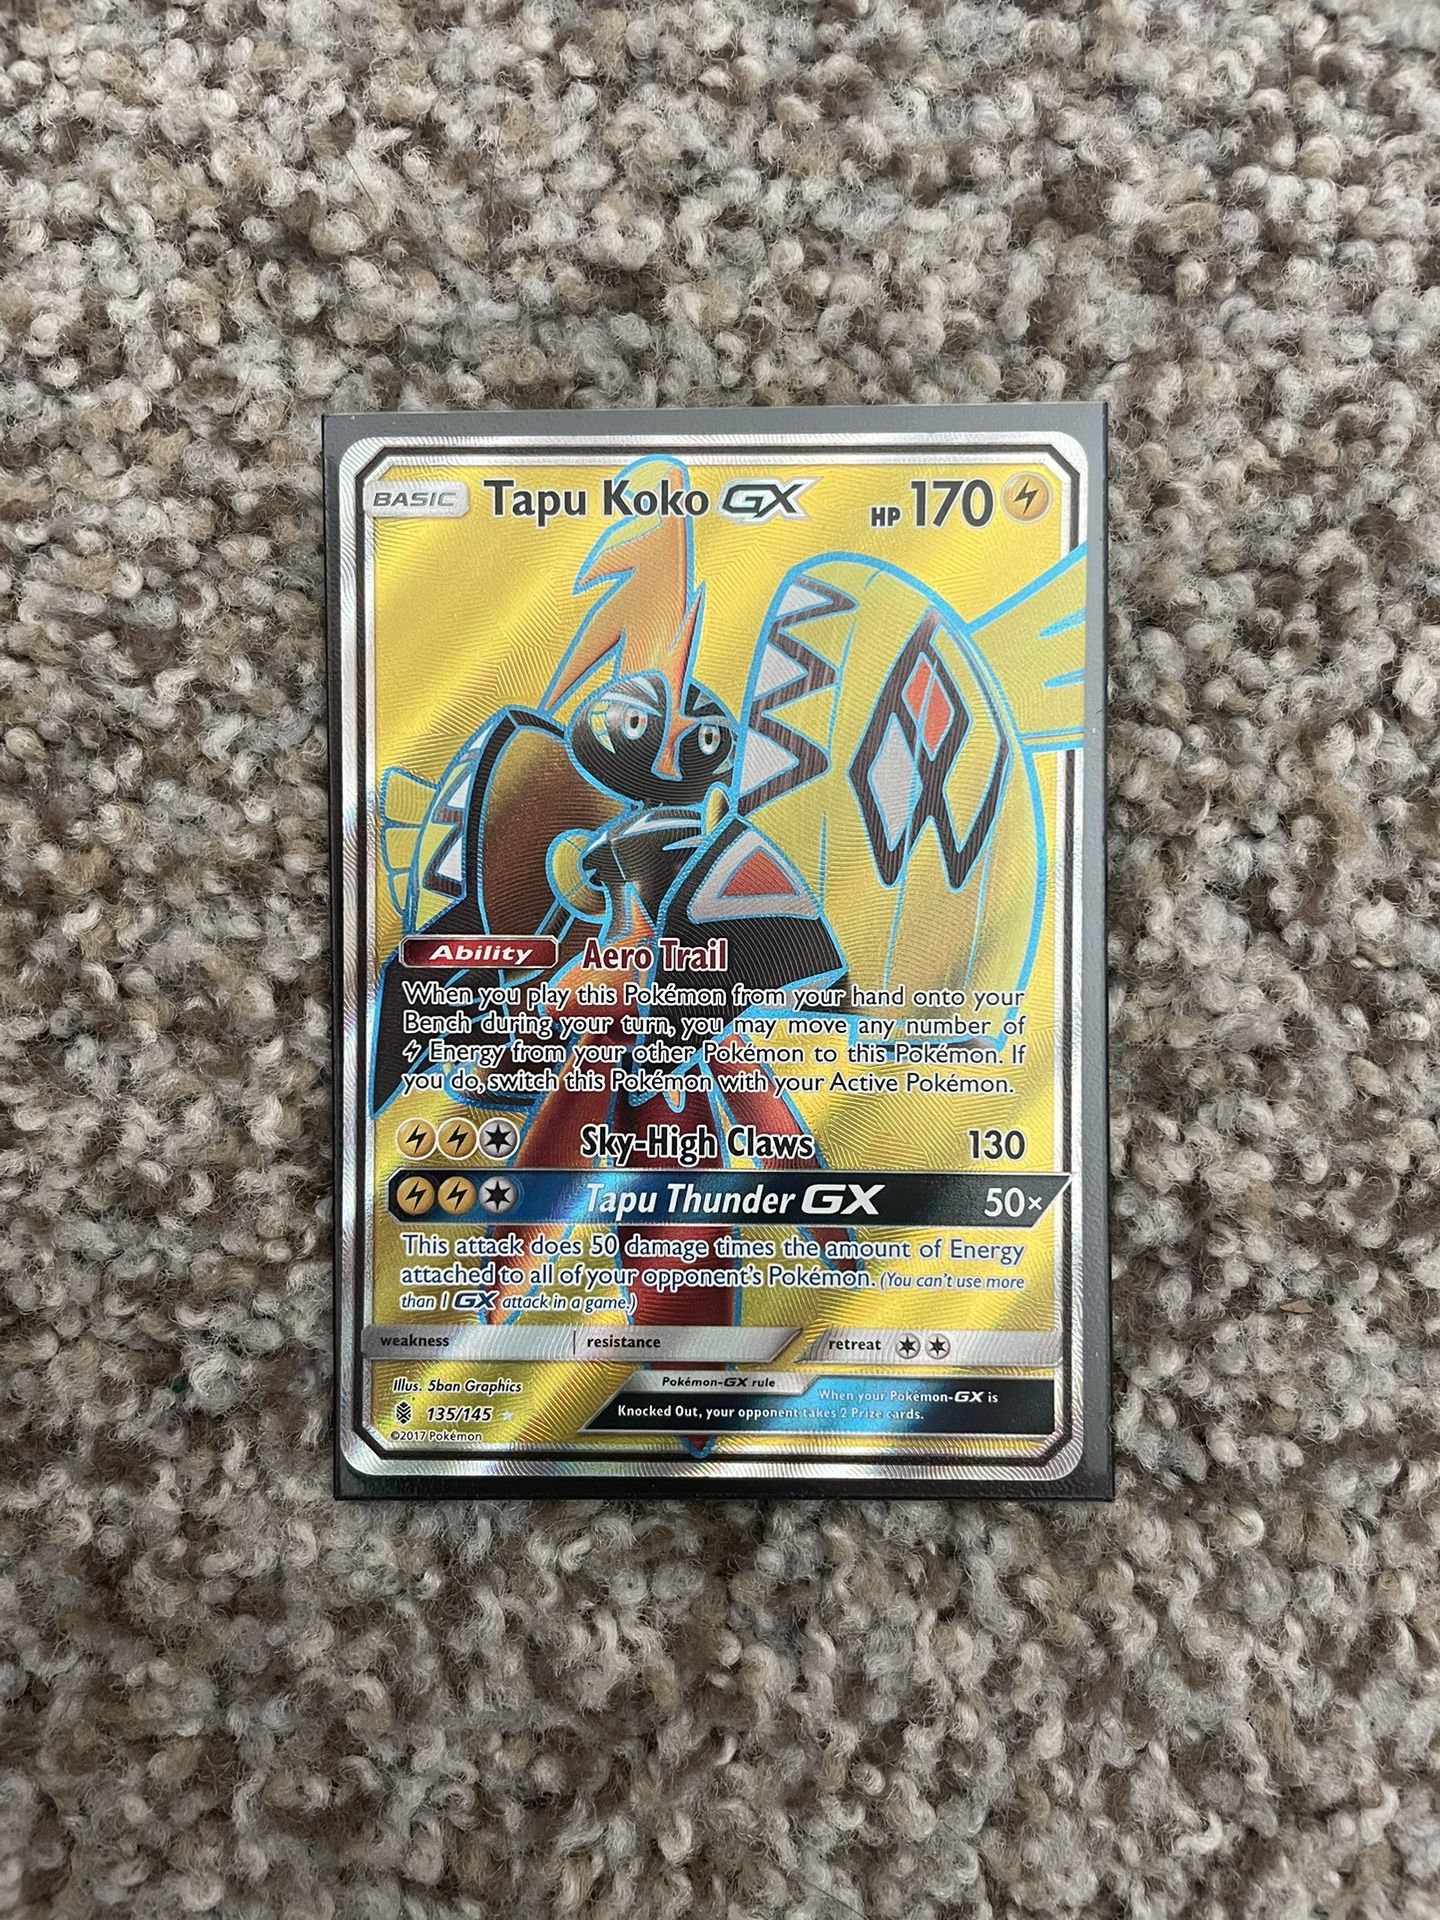 BASIC Tapu Koko GX HP 170
Ability Aero Trail
When you play this Pokémon from your hand onto your
Bench during your turn, you may move any number of
Energy from your other Pokémon to this Pokémon. If
you do, switch this Pokémon with your Active Pokémon.
Sky-High Claws 130
Tapu Thunder GX 50×
This attack does 50 damage times the amount of Energy
attached to all of your opponent's Pokémon. (You can't use more
than 1 GX attack in a game.)
weakness resistance retreat
Illus. 5ban Graphics
135/145
©2017 Pokémon
Pokémon-GX rule
When your Pokémon-GX is
Knocked Out, your opponent takes 2 Prize cards.